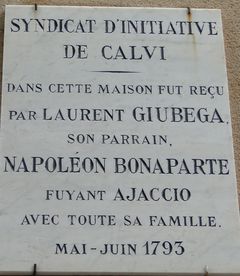 SYNDICAT D'INITIATIVE
DE CALVI
DANS CETTE MAISON FUT REÇU
PAR LAURENT GIUBEGA,
SON PARRAIN,
NAPOLÉON BONAPARTE
FUYANT AJACCIO
AVEC TOUTE SA FAMILLE.
MAI-JUIN 1793